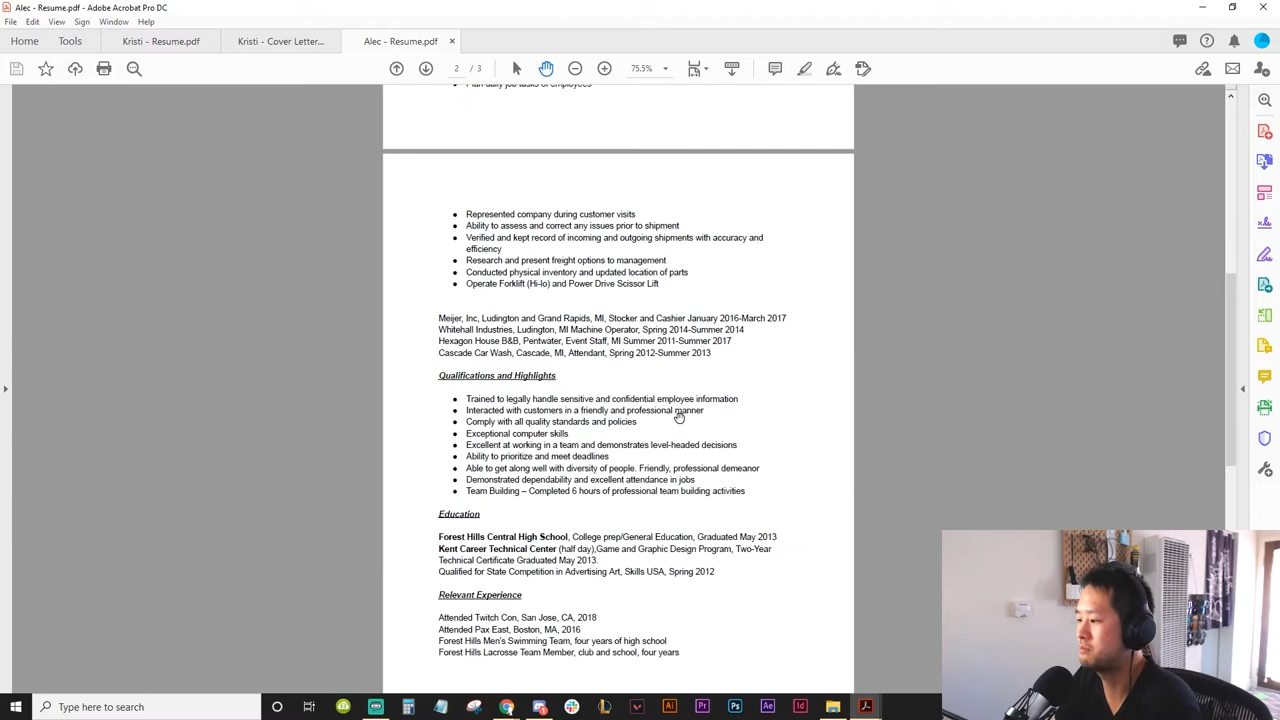 Alec - Resume.pdf - Adobe Acrobat Pro DC
File Edit View Sign Window Help
Home Tools Kristi - Resume.pdf Kristi - Cover Letter... Alec - Resume.pdf ×
2 / 3 75.5%
Plan daily job tasks of employees
Represented company during customer visits
Ability to assess and correct any issues prior to shipment
Verified and kept record of incoming and outgoing shipments with accuracy and
efficiency
Research and present freight options to management
Conducted physical inventory and updated location of parts
Operate Forklift (Hi-lo) and Power Drive Scissor Lift
Meijer, Inc, Ludington and Grand Rapids, MI, Stocker and Cashier January 2016-March 2017
Whitehall Industries, Ludington, MI Machine Operator, Spring 2014-Summer 2014
Hexagon House B&B, Pentwater, Event Staff, MI Summer 2011-Summer 2017
Cascade Car Wash, Cascade, MI, Attendant, Spring 2012-Summer 2013
Qualifications and Highlights
Trained to legally handle sensitive and confidential employee information
Interacted with customers in a friendly and professional manner
Comply with all quality standards and policies
Exceptional computer skills
Excellent at working in a team and demonstrates level-headed decisions
Ability to prioritize and meet deadlines
Able to get along well with diversity of people. Friendly, professional demeanor
Demonstrated dependability and excellent attendance in jobs
Team Building – Completed 6 hours of professional team building activities
Education
Forest Hills Central High School, College prep/General Education, Graduated May 2013
Kent Career Technical Center (half day),Game and Graphic Design Program, Two-Year
Technical Certificate Graduated May 2013.
Qualified for State Competition in Advertising Art, Skills USA, Spring 2012
Relevant Experience
Attended Twitch Con, San Jose, CA, 2018
Attended Pax East, Boston, MA, 2016
Forest Hills Men's Swimming Team, four years of high school
Forest Hills Lacrosse Team Member, club and school, four years
Type here to search
Ai Pr Ps Ae Id